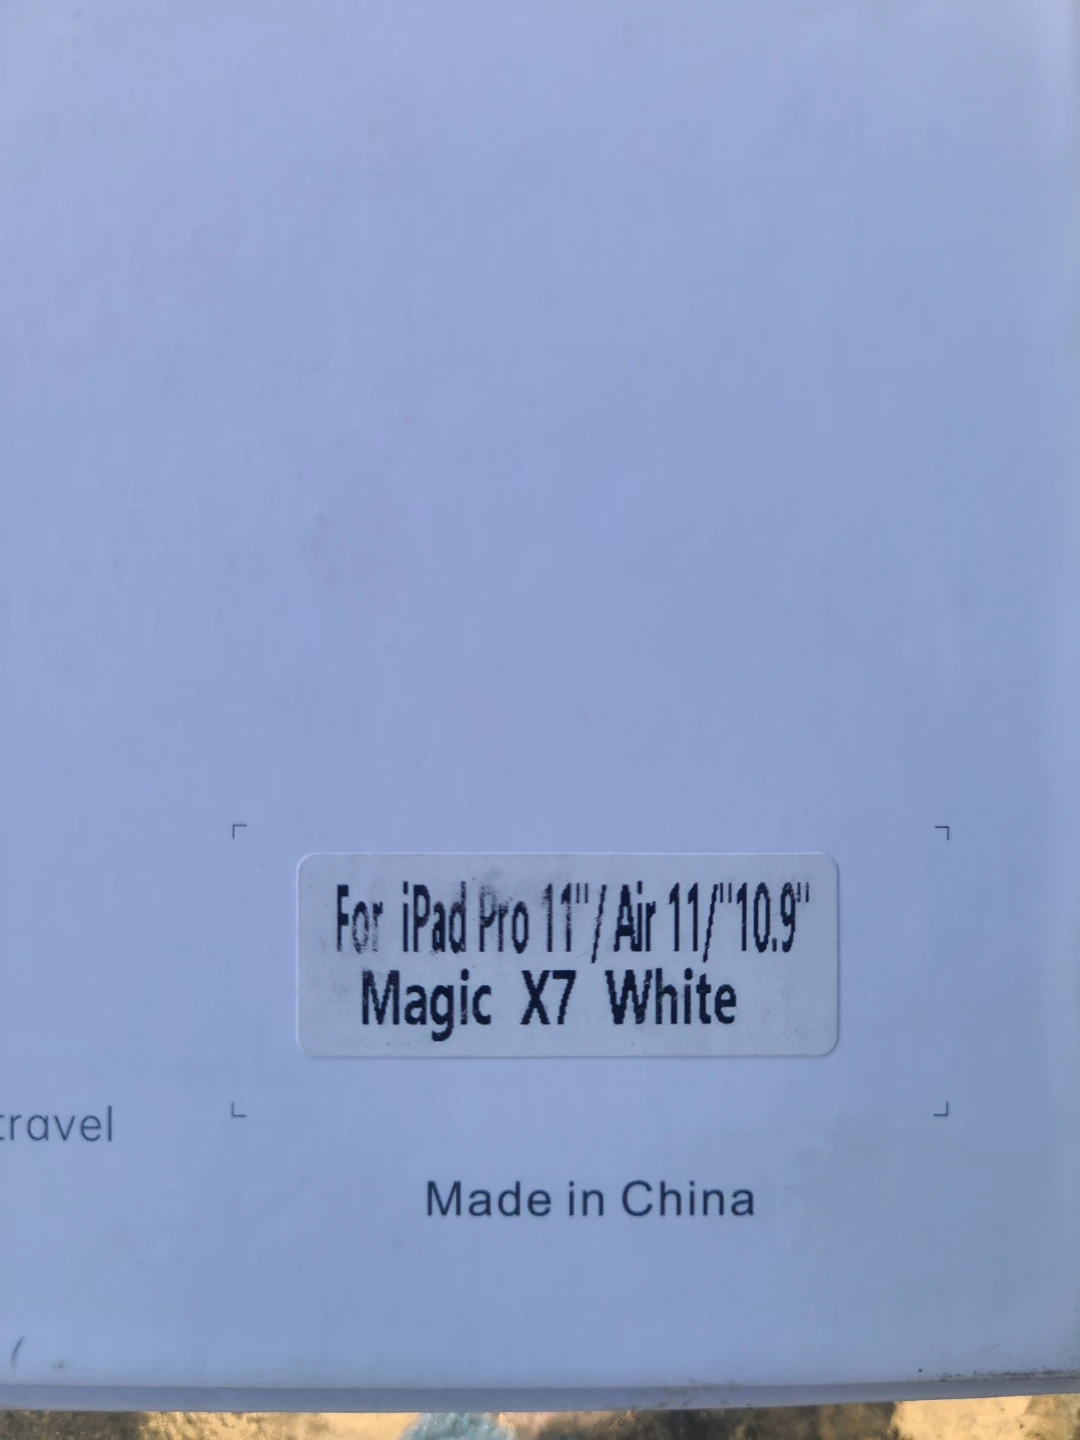 For iPad Pro 11"/Air 11/"10.9"
Magic X7 White
travel
Made in China